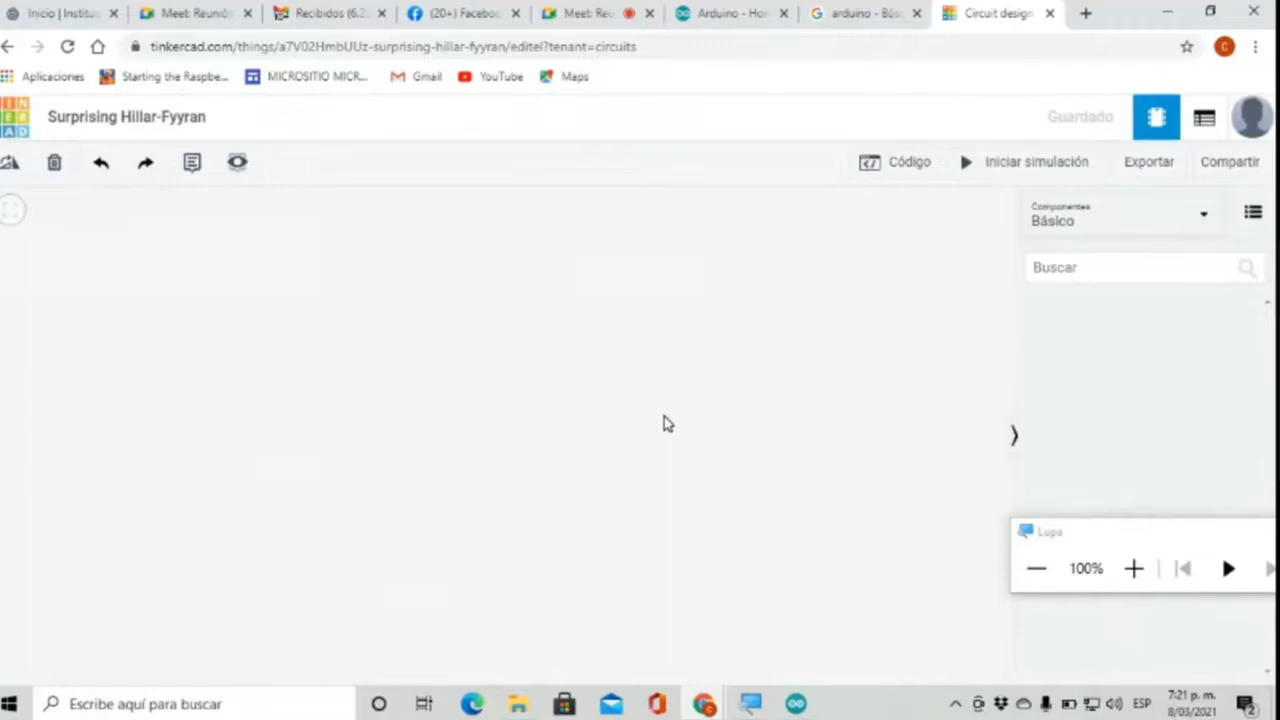 Inicio | Institu
Meet: Reunión
Recibidos (6.2
(20+) Faceboo
Meet: Reu
Arduino - Ho
arduino - Bús
Circuit design
tinkercad.com/things/a7V02HmbUUz-surprising-hillar-fyyran/editel?tenant=circuits
C
Aplicaciones
Starting the Raspbe...
MICROSITIO MICR...
Gmail
YouTube
Maps
Surprising Hillar-Fyyran
Guardado
Código
Iniciar simulación
Exportar
Compartir
Componentes
Básico
Buscar
Lupa
100%
Escribe aquí para buscar
ESP
7:21 p. m.
8/03/2021
2